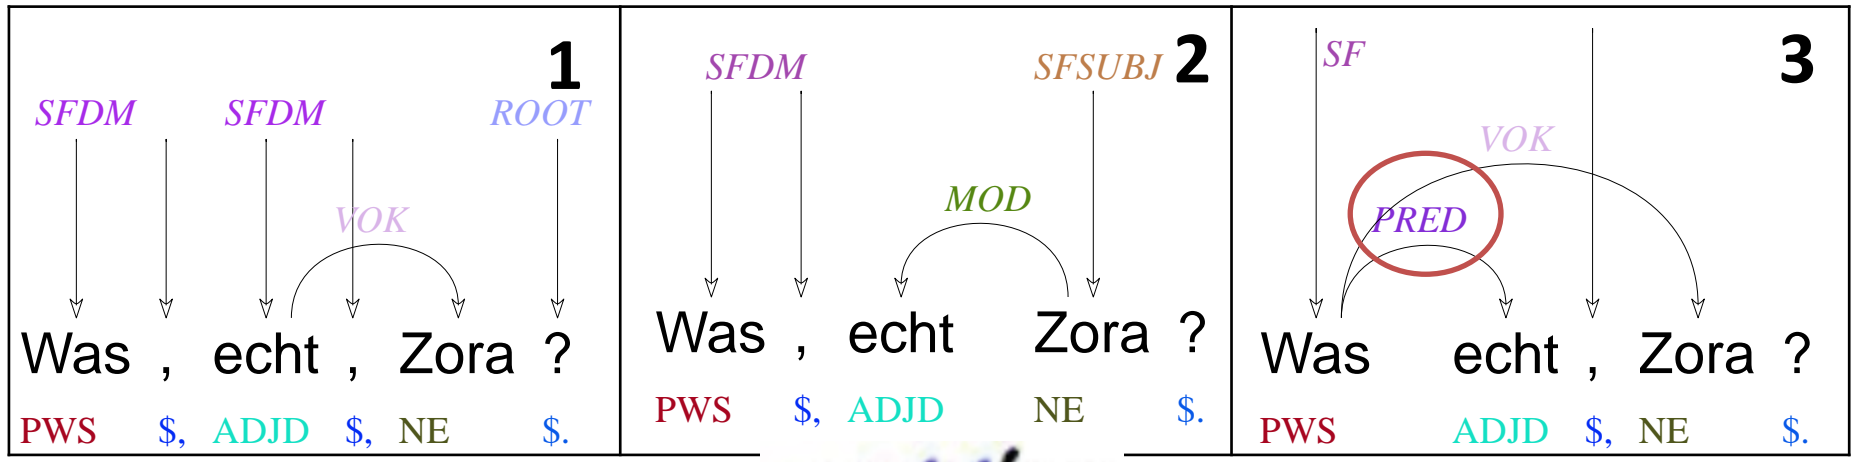 1
SFDM SFDM ROOT
VOK
Was , echt , Zora ?
PWS $, ADJD $, NE $.
2
SFDM SFSUBJ
MOD
Was , echt Zora ?
PWS $, ADJD NE $.
3
SF
VOK
PRED
Was echt , Zora ?
PWS ADJD $, NE $.